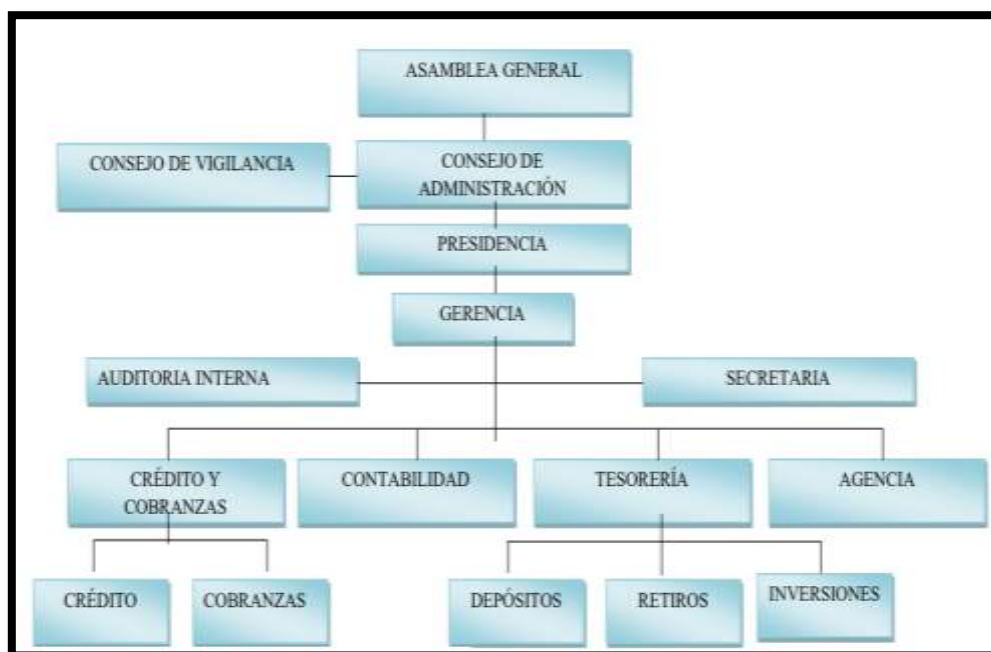 ASAMBLEA GENERAL
CONSEJO DE VIGILANCIA
CONSEJO DE
ADMINISTRACIÓN
PRESIDENCIA
GERENCIA
AUDITORIA INTERNA
SECRETARIA
CRÉDITO Y
COBRANZAS
CONTABILIDAD
TESORERÍA
AGENCIA
CRÉDITO
COBRANZAS
DEPÓSITOS
RETIROS
INVERSIONES